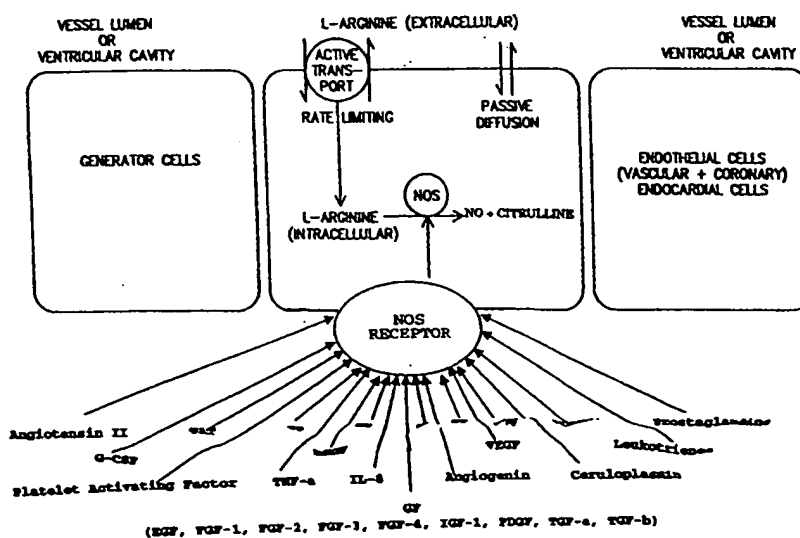 VESSEL LUMEN
OR
VENTRICULAR CAVITY
L-ARGININE (EXTRACELLULAR)
VESSEL LUMEN
OR
VENTRICULAR CAVITY
ACTIVE
TRANS-
PORT
RATE LIMITING
PASSIVE
DIFFUSION
GENERATOR CELLS
ENDOTHELIAL CELLS
(VASCULAR + CORONARY)
ENDOCARDIAL CELLS
NOS
L-ARGININE
(INTRACELLULAR)
NO + CITRULLINE
NOS
RECEPTOR
Angiotensin II
G-CSF
Platelet Activating Factor
TNF-a
IL-8
Angiogenin
VEGF
Ceruloplasmin
Leukotrienes
Prostaglandins
GF
(EGF, FGF-1, FGF-2, FGF-3, FGF-4, IGF-1, PDGF, TGF-a, TGF-b)